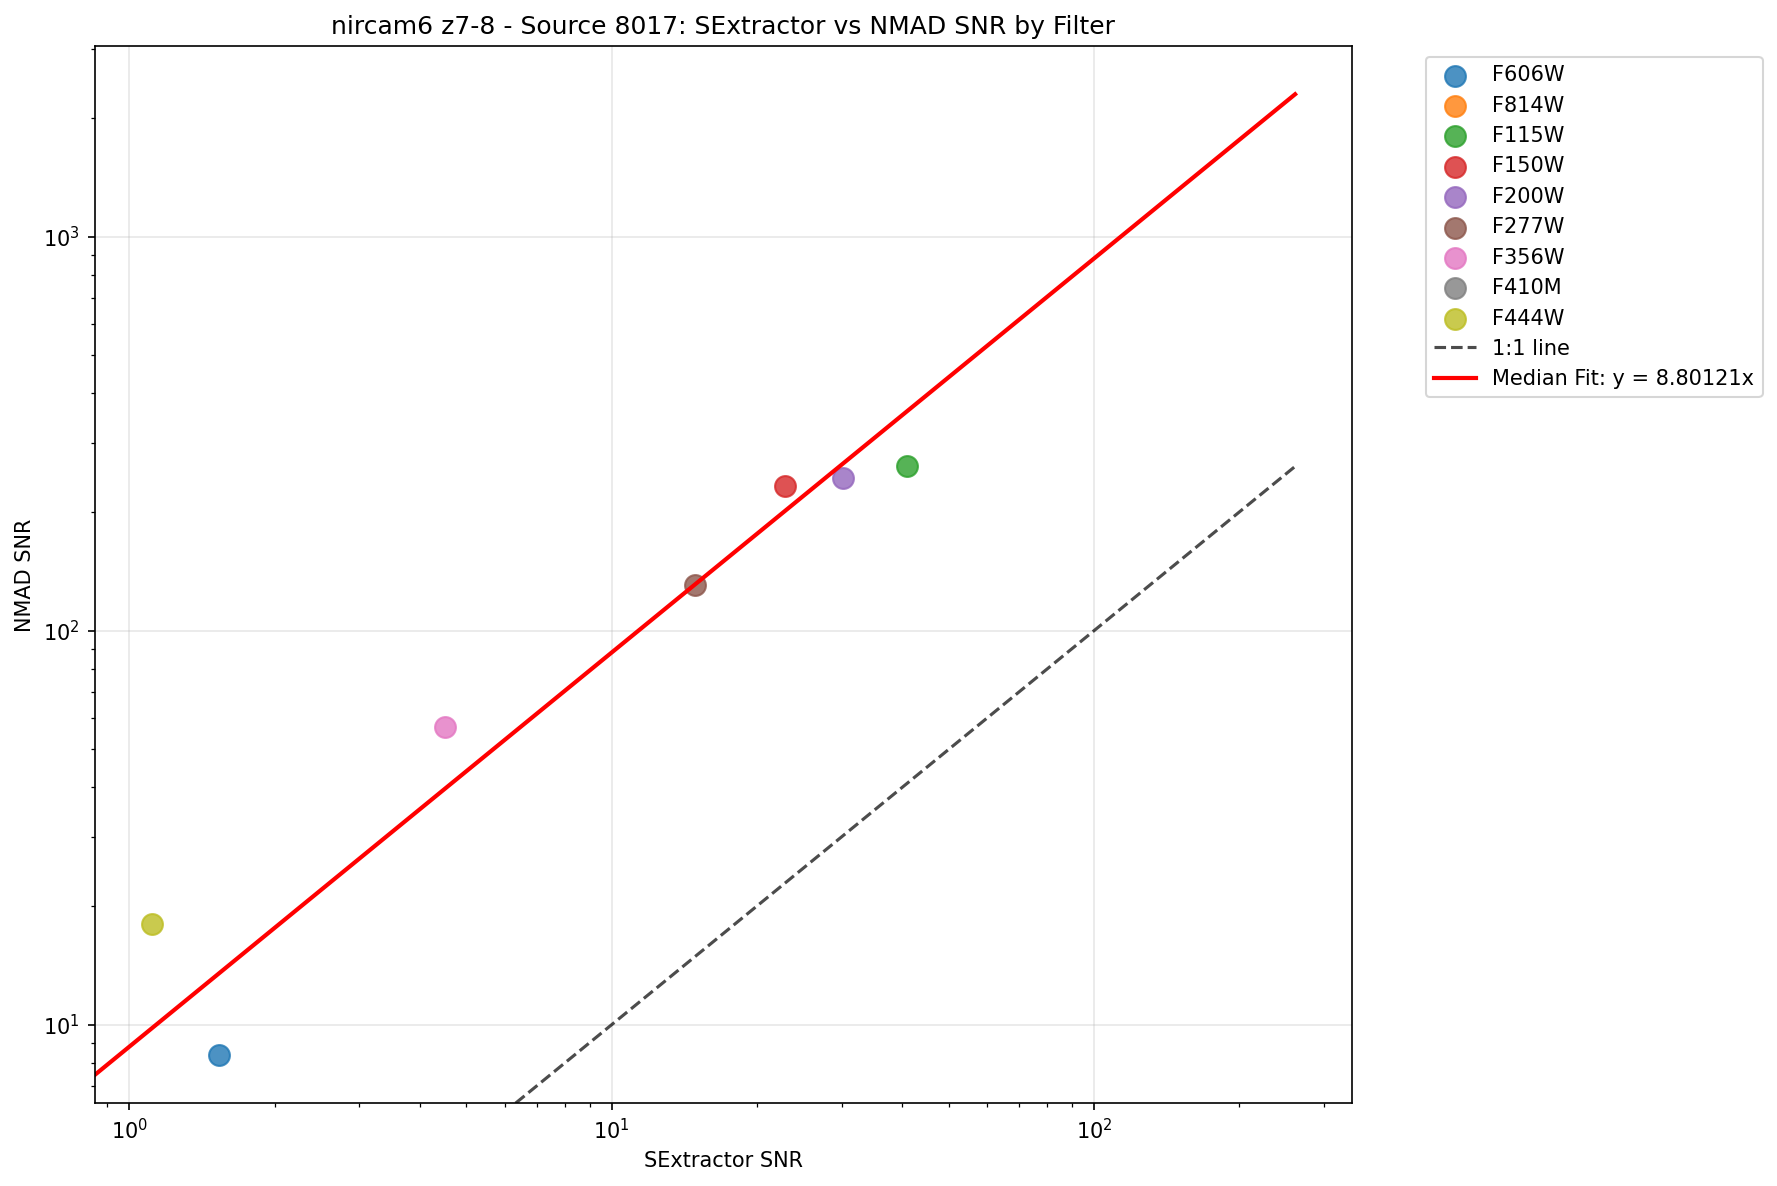 nircam6 z7-8 - Source 8017: SExtractor vs NMAD SNR by Filter
F606W
F814W
F115W
F150W
F200W
F277W
F356W
F410M
F444W
1:1 line
Median Fit: y = 8.80121x
NMAD SNR
10³
10²
10¹
10⁰
10¹
10²
SExtractor SNR